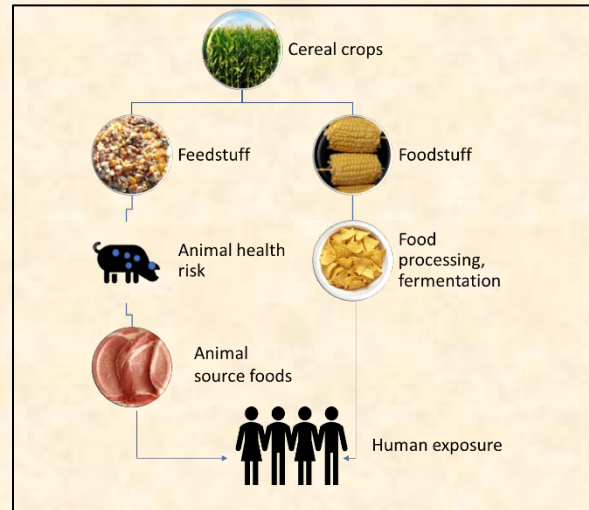 Cereal crops
Feedstuff
Foodstuff
Animal health
risk
Food
processing,
fermentation
Animal
source foods
Human exposure